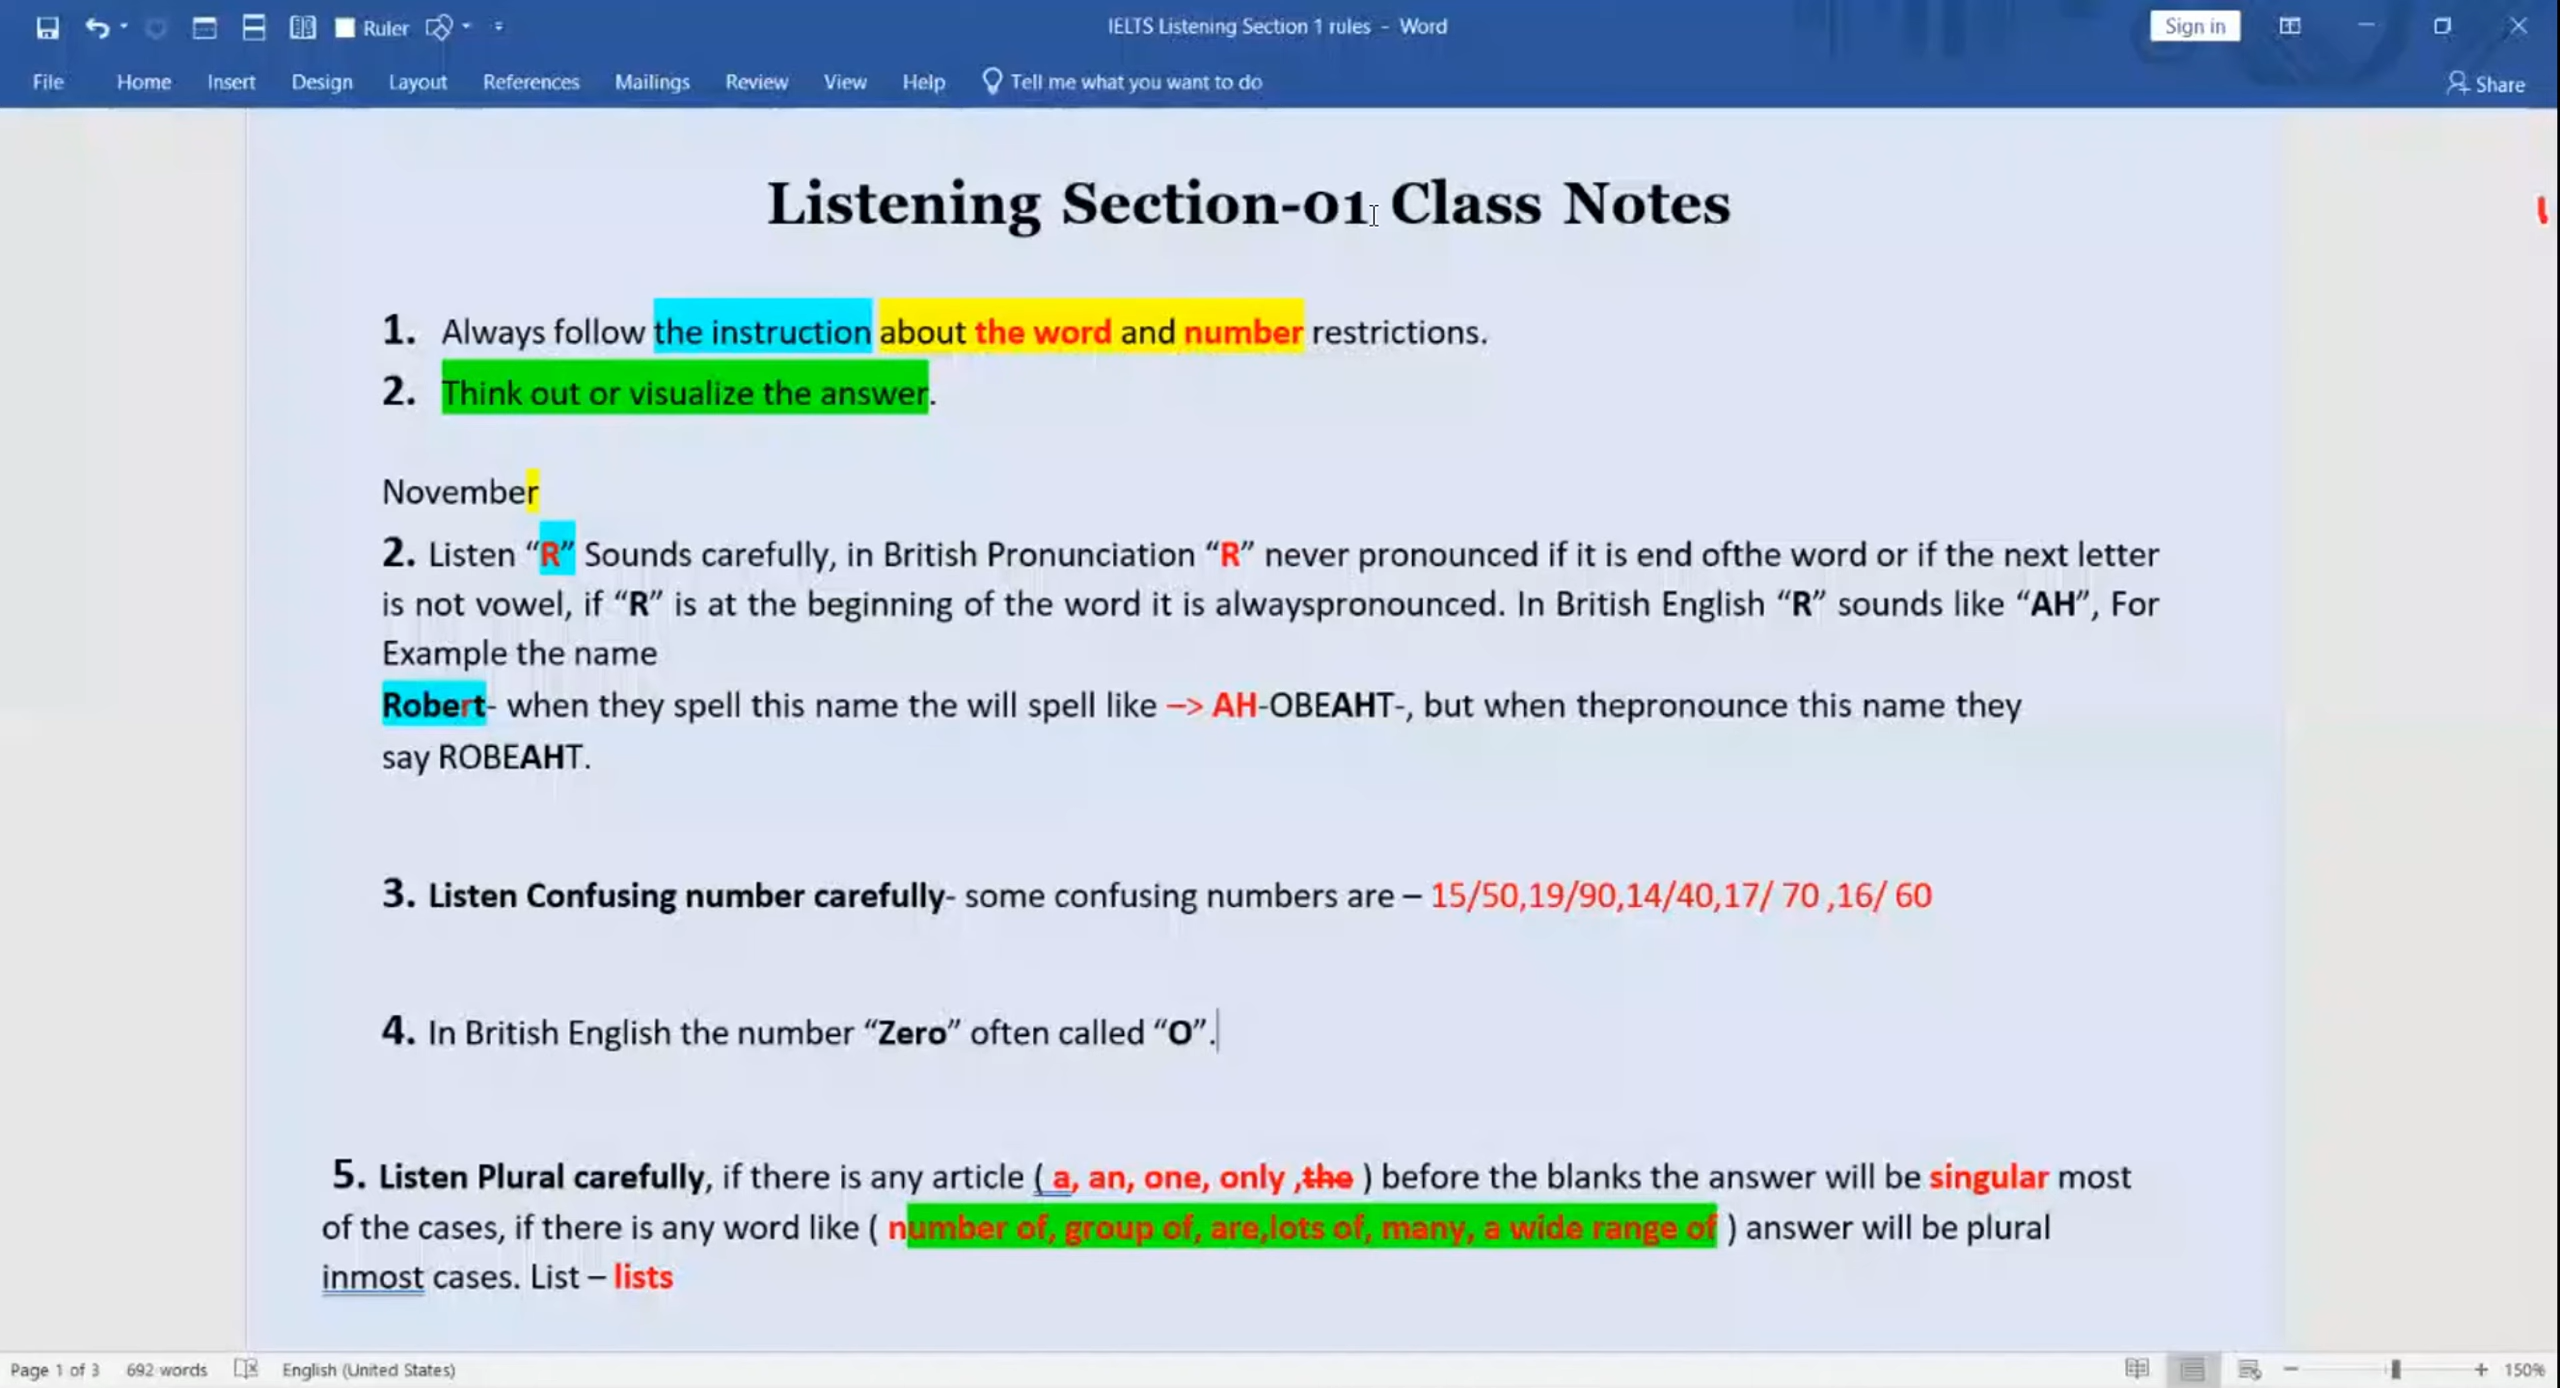 Ruler
IELTS Listening Section 1 rules - Word
Sign in
File Home Insert Design Layout References Mailings Review View Help Tell me what you want to do Share
Listening Section-01 Class Notes
1. Always follow the instruction about the word and number restrictions.
2. Think out or visualize the answer.
November
2. Listen “R” Sounds carefully, in British Pronunciation “R” never pronounced if it is end ofthe word or if the next letter
is not vowel, if “R” is at the beginning of the word it is alwayspronounced. In British English “R” sounds like “AH”, For
Example the name
Robert- when they spell this name the will spell like –> AH-OBEAHT-, but when thepronounce this name they
say ROBEAHT.
3. Listen Confusing number carefully- some confusing numbers are – 15/50,19/90,14/40,17/ 70 ,16/ 60
4. In British English the number “Zero” often called “O”.
5. Listen Plural carefully, if there is any article ( a, an, one, only ,the ) before the blanks the answer will be singular most
of the cases, if there is any word like ( number of, group of, are,lots of, many, a wide range of ) answer will be plural
inmost cases. List – lists
Page 1 of 3 692 words English (United States) 150%